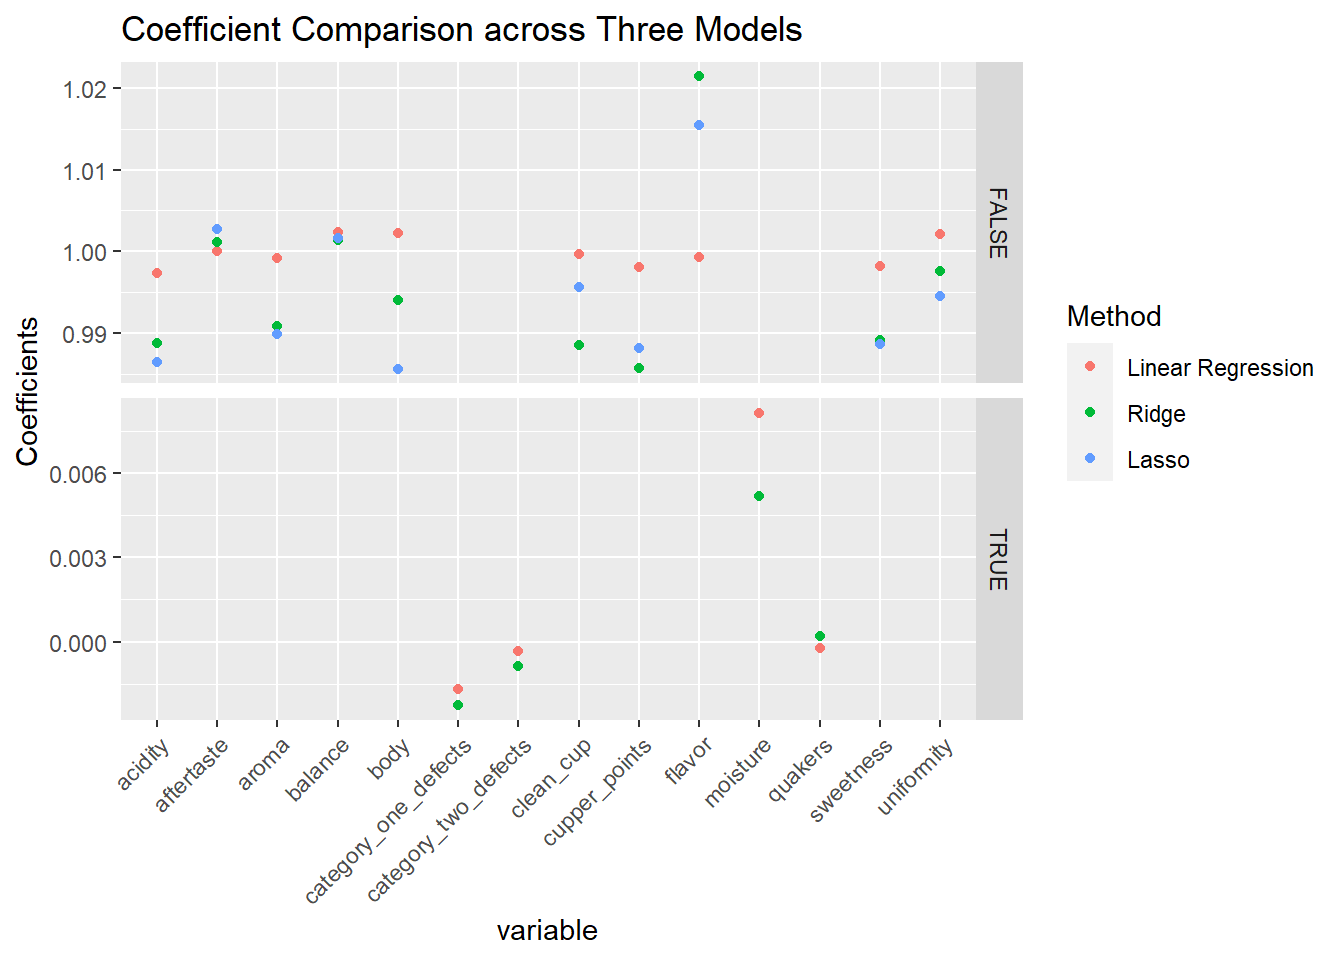 Coefficient Comparison across Three Models
1.02
1.01
1.00
0.99
FALSE
0.006
0.003
0.000
TRUE
Coefficients
acidity
aftertaste
aroma
balance
body
category_one_defects
category_two_defects
clean_cup
cupper_points
flavor
moisture
quakers
sweetness
uniformity
variable
Method
Linear Regression
Ridge
Lasso